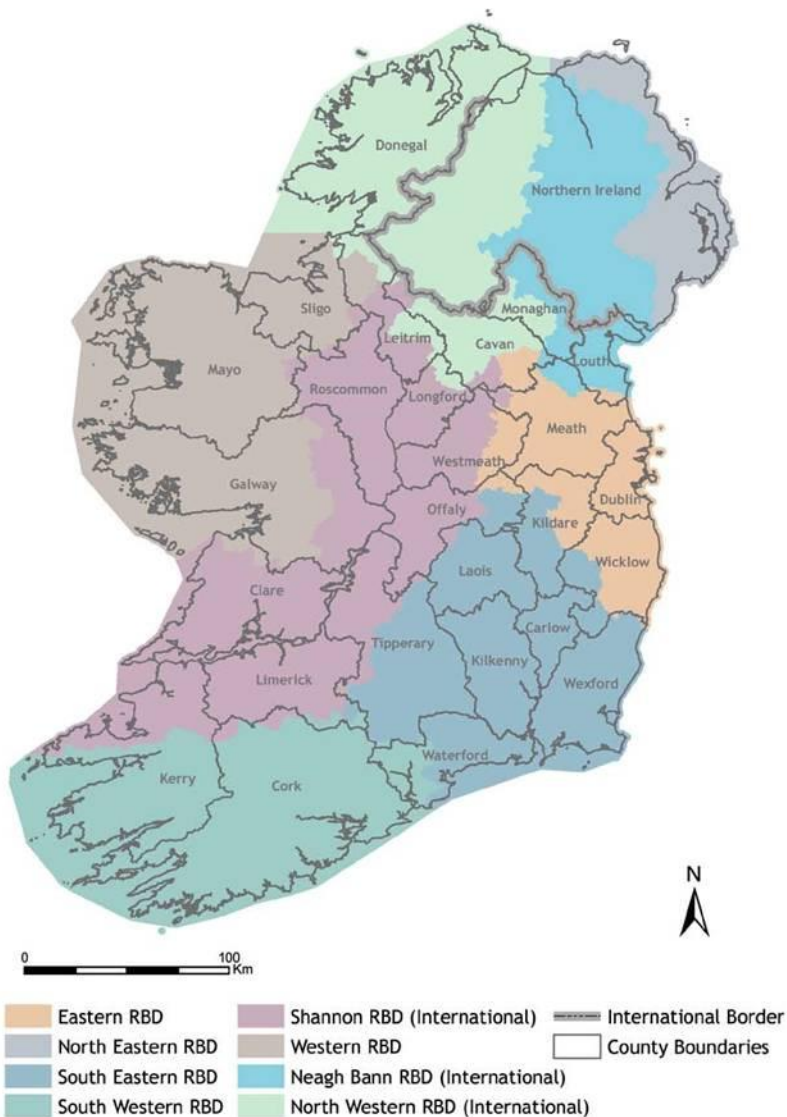 Donegal
Northern Ireland
Monaghan
Sligo
Leitrim
Cavan
Louth
Mayo
Roscommon
Longford
Meath
Westmeath
Galway
Dublin
Offaly
Kildare
Wicklow
Laois
Clare
Carlow
Tipperary
Kilkenny
Limerick
Wexford
Waterford
Kerry
Cork
N
0 100
Km
Eastern RBD
North Eastern RBD
South Eastern RBD
South Western RBD
Shannon RBD (International)
Western RBD
Neagh Bann RBD (International)
North Western RBD (International)
International Border
County Boundaries